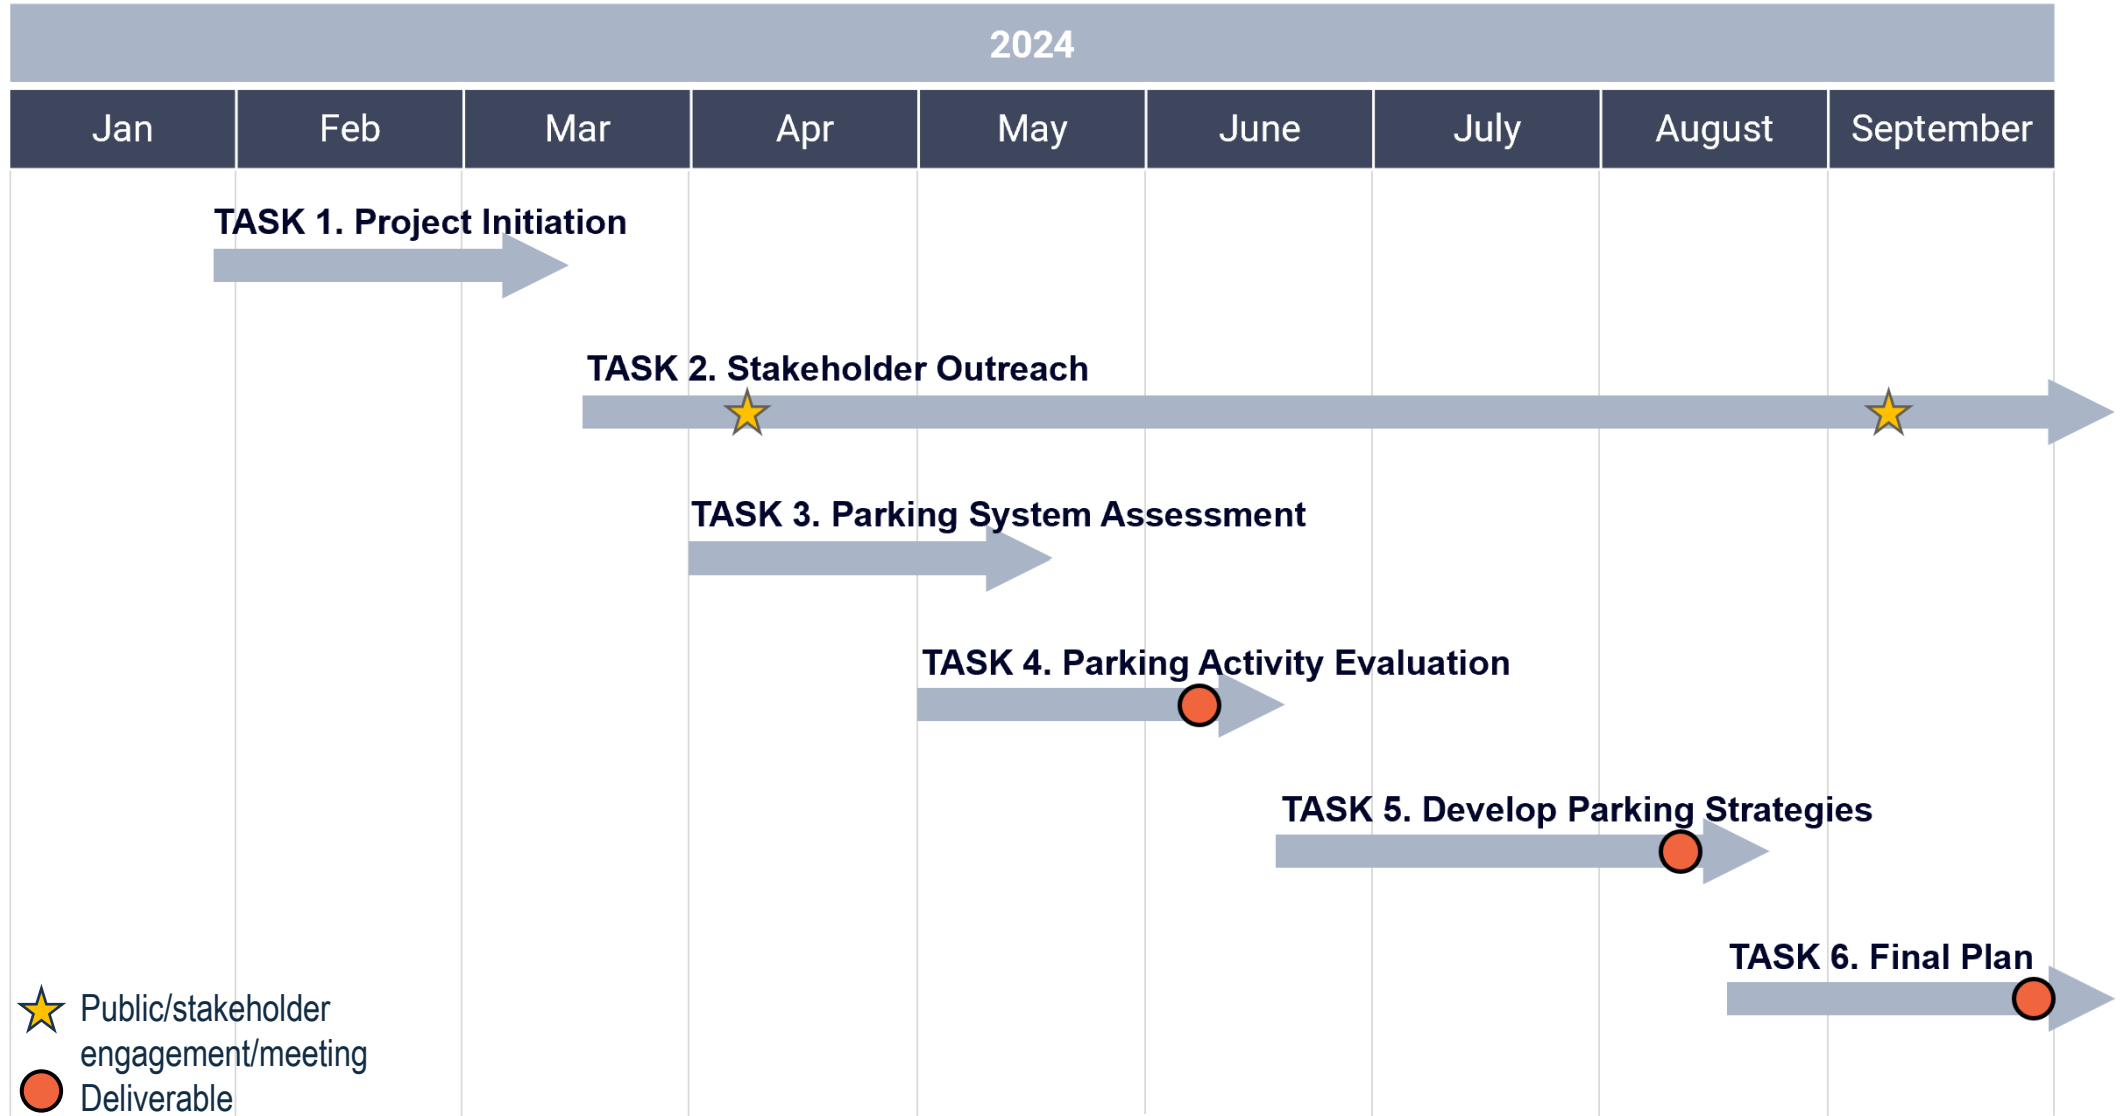 2024
Jan Feb Mar Apr May June July August September
TASK 1. Project Initiation
TASK 2. Stakeholder Outreach
TASK 3. Parking System Assessment
TASK 4. Parking Activity Evaluation
TASK 5. Develop Parking Strategies
TASK 6. Final Plan
Public/stakeholder
engagement/meeting
Deliverable